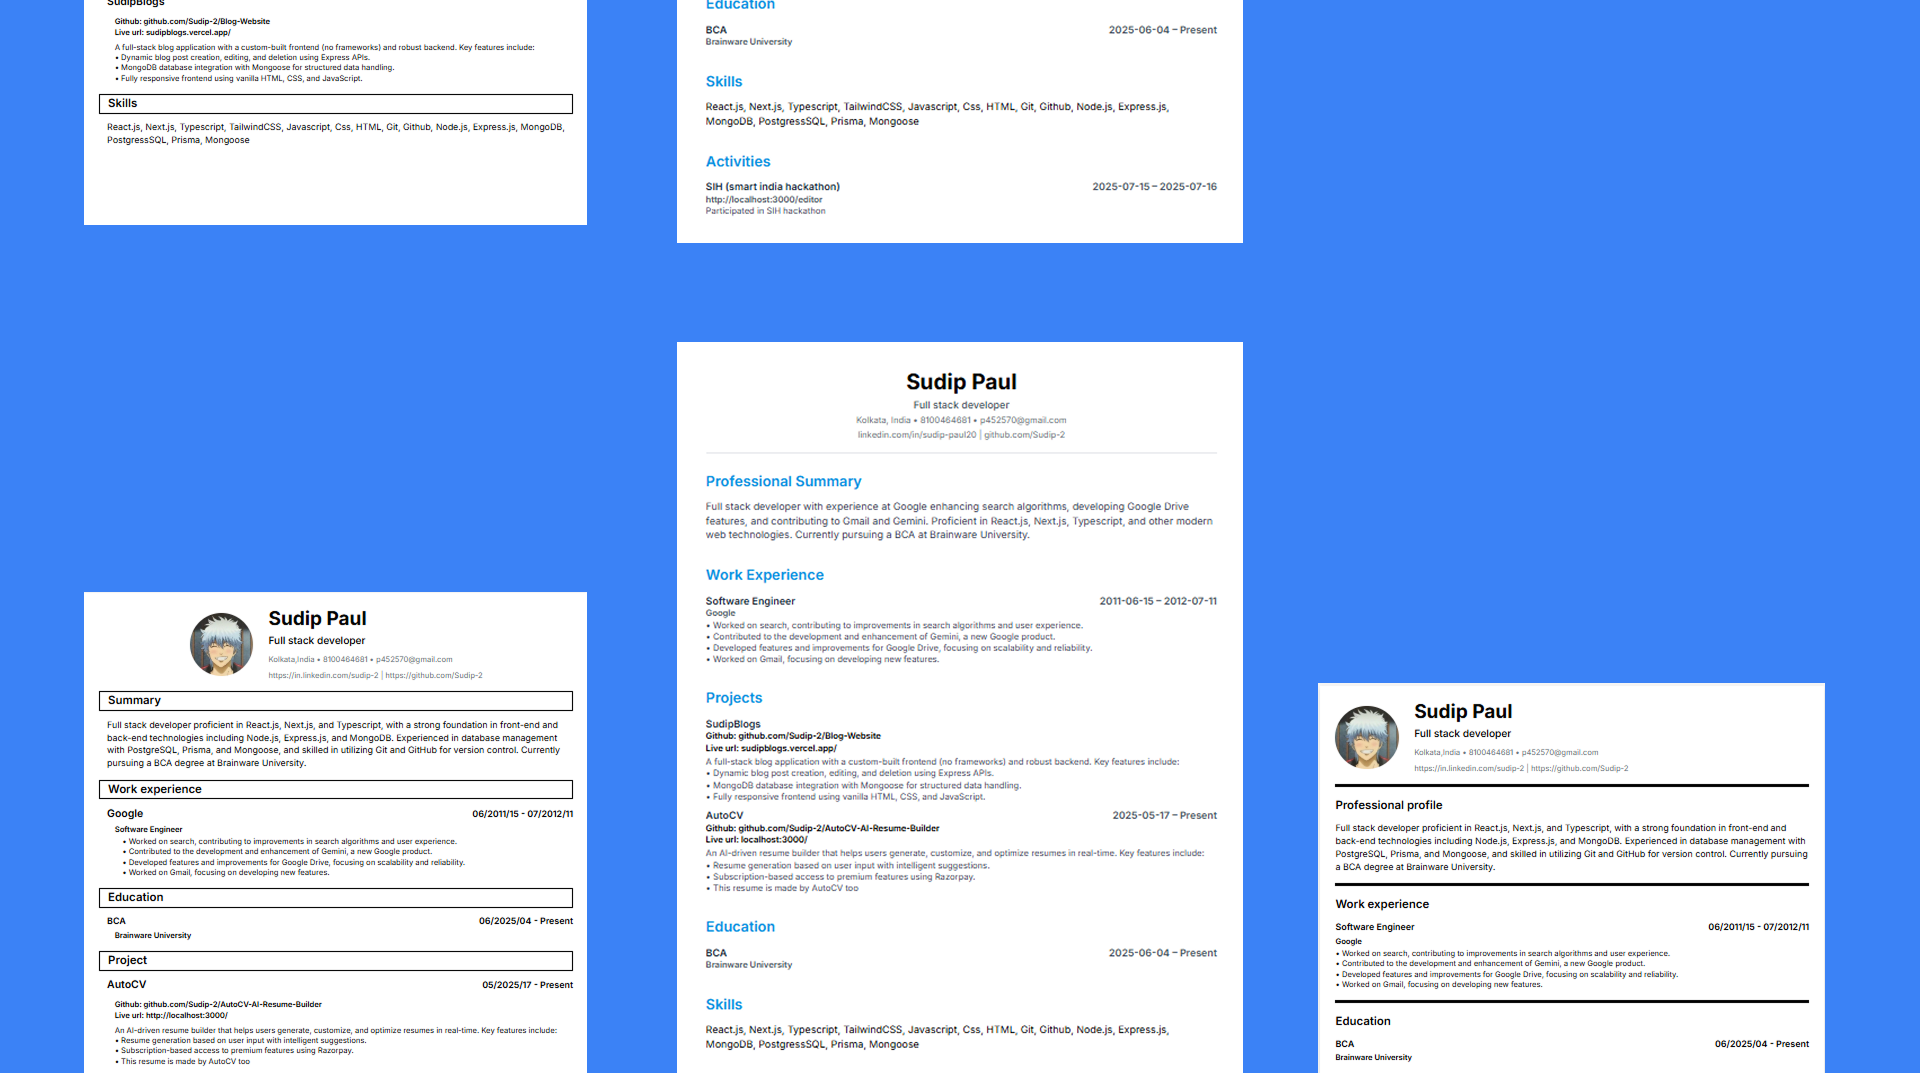 SudipBlogs
Github: github.com/Sudip-2/Blog-Website
Live url: sudipblogs.vercel.app/
A full-stack blog application with a custom-built frontend (no frameworks) and robust backend. Key features include:
• Dynamic blog post creation, editing, and deletion using Express APIs.
• MongoDB database integration with Mongoose for structured data handling.
• Fully responsive frontend using vanilla HTML, CSS, and JavaScript.
Skills
React.js, Next.js, Typescript, TailwindCSS, Javascript, Css, HTML, Git, Github, Node.js, Express.js, MongoDB,
PostgressSQL, Prisma, Mongoose
Education
BCA 2025-06-04 – Present
Brainware University
Skills
React.js, Next.js, Typescript, TailwindCSS, Javascript, Css, HTML, Git, Github, Node.js, Express.js,
MongoDB, PostgressSQL, Prisma, Mongoose
Activities
SIH (smart india hackathon) 2025-07-15 – 2025-07-16
http://localhost:3000/editor
Participated in SIH hackathon
Sudip Paul
Full stack developer
Kolkata,India • 8100464681 • p452570@gmail.com
https://in.linkedin.com/sudip-2 | https://github.com/Sudip-2
Summary
Full stack developer proficient in React.js, Next.js, and Typescript, with a strong foundation in front-end and
back-end technologies including Node.js, Express.js, and MongoDB. Experienced in database management
with PostgreSQL, Prisma, and Mongoose, and skilled in utilizing Git and GitHub for version control. Currently
pursuing a BCA degree at Brainware University.
Work experience
Google 06/2011/15 - 07/2012/11
Software Engineer
• Worked on search, contributing to improvements in search algorithms and user experience.
• Contributed to the development and enhancement of Gemini, a new Google product.
• Developed features and improvements for Google Drive, focusing on scalability and reliability.
• Worked on Gmail, focusing on developing new features.
Education
BCA 06/2025/04 - Present
Brainware University
Project
AutoCV 05/2025/17 - Present
Github: github.com/Sudip-2/AutoCV-AI-Resume-Builder
Live url: http://localhost:3000/
An AI-driven resume builder that helps users generate, customize, and optimize resumes in real-time. Key features include:
• Resume generation based on user input with intelligent suggestions.
• Subscription-based access to premium features using Razorpay.
• This resume is made by AutoCV too
Sudip Paul
Full stack developer
Kolkata, India • 8100464681 • p452570@gmail.com
linkedin.com/in/sudip-paul20 | github.com/Sudip-2
Professional Summary
Full stack developer with experience at Google enhancing search algorithms, developing Google Drive
features, and contributing to Gmail and Gemini. Proficient in React.js, Next.js, Typescript, and other modern
web technologies. Currently pursuing a BCA at Brainware University.
Work Experience
Software Engineer 2011-06-15 – 2012-07-11
Google
• Worked on search, contributing to improvements in search algorithms and user experience.
• Contributed to the development and enhancement of Gemini, a new Google product.
• Developed features and improvements for Google Drive, focusing on scalability and reliability.
• Worked on Gmail, focusing on developing new features.
Projects
SudipBlogs
Github: github.com/Sudip-2/Blog-Website
Live url: sudipblogs.vercel.app/
A full-stack blog application with a custom-built frontend (no frameworks) and robust backend. Key features include:
• Dynamic blog post creation, editing, and deletion using Express APIs.
• MongoDB database integration with Mongoose for structured data handling.
• Fully responsive frontend using vanilla HTML, CSS, and JavaScript.
AutoCV 2025-05-17 – Present
Github: github.com/Sudip-2/AutoCV-AI-Resume-Builder
Live url: localhost:3000/
An AI-driven resume builder that helps users generate, customize, and optimize resumes in real-time. Key features include:
• Resume generation based on user input with intelligent suggestions.
• Subscription-based access to premium features using Razorpay.
• This resume is made by AutoCV too
Education
BCA 2025-06-04 – Present
Brainware University
Skills
React.js, Next.js, Typescript, TailwindCSS, Javascript, Css, HTML, Git, Github, Node.js, Express.js,
MongoDB, PostgressSQL, Prisma, Mongoose
Sudip Paul
Full stack developer
Kolkata,India • 8100464681 • p452570@gmail.com
https://in.linkedin.com/sudip-2 | https://github.com/Sudip-2
Professional profile
Full stack developer proficient in React.js, Next.js, and Typescript, with a strong foundation in front-end and
back-end technologies including Node.js, Express.js, and MongoDB. Experienced in database management with
PostgreSQL, Prisma, and Mongoose, and skilled in utilizing Git and GitHub for version control. Currently pursuing
a BCA degree at Brainware University.
Work experience
Software Engineer 06/2011/15 - 07/2012/11
Google
• Worked on search, contributing to improvements in search algorithms and user experience.
• Contributed to the development and enhancement of Gemini, a new Google product.
• Developed features and improvements for Google Drive, focusing on scalability and reliability.
• Worked on Gmail, focusing on developing new features.
Education
BCA 06/2025/04 - Present
Brainware University